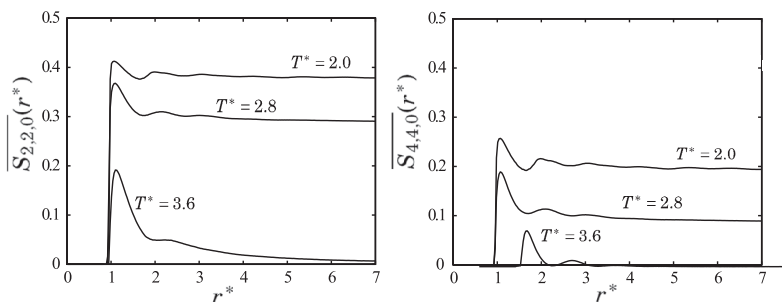 0.5
0.4
0.3
0.2
0.1
0
0 1 2 3 4 5 6 7
S2,2,0(r*)
r*
T* = 2.0
T* = 2.8
T* = 3.6
0.5
0.4
0.3
0.2
0.1
0
0 1 2 3 4 5 6 7
S4,4,0(r*)
r*
T* = 2.0
T* = 2.8
T* = 3.6